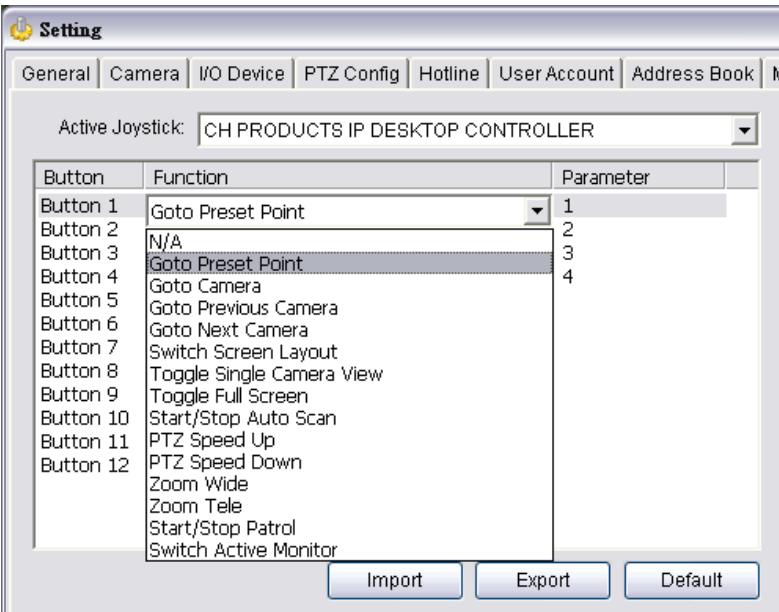 Setting
General Camera I/O Device PTZ Config Hotline User Account Address Book
Active Joystick: CH PRODUCTS IP DESKTOP CONTROLLER
Button Function Parameter
Button 1 Goto Preset Point 1
Button 2 2
N/A
Button 3 Goto Preset Point 3
Button 4 Goto Camera 4
Button 5 Goto Previous Camera
Button 6 Goto Next Camera
Button 7 Switch Screen Layout
Button 8 Toggle Single Camera View
Button 9 Toggle Full Screen
Button 10 Start/Stop Auto Scan
Button 11 PTZ Speed Up
Button 12 PTZ Speed Down
Zoom Wide
Zoom Tele
Start/Stop Patrol
Switch Active Monitor
Import Export Default